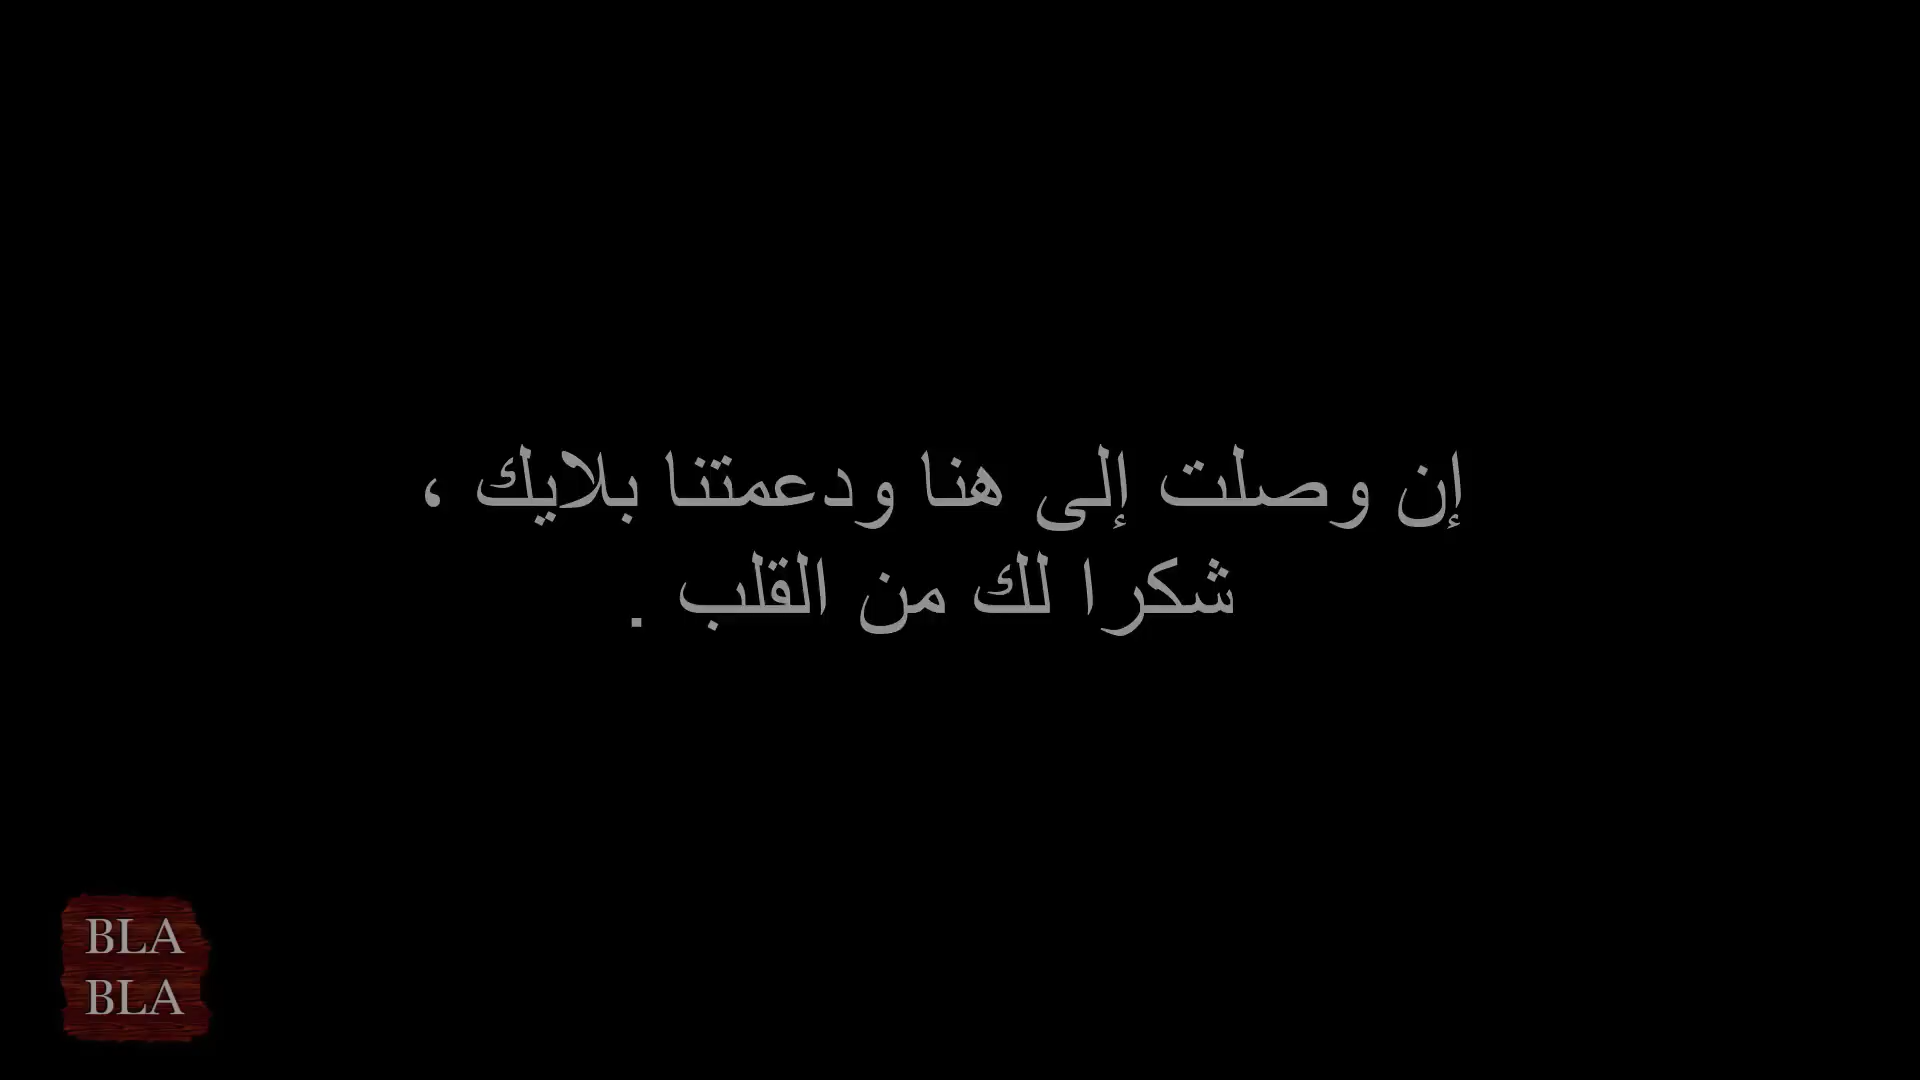 إن وصلت إلى هنا ودعمتنا بلايك ،
شكرا لك من القلب .
BLA
BLA